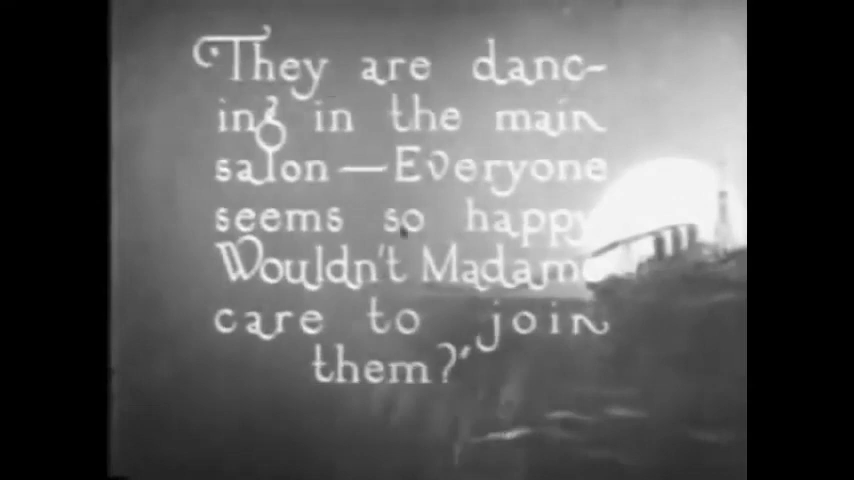 "They are danc-
ing in the main
salon — Everyone
seems so happy
Wouldn't Madame
care to join
them?"